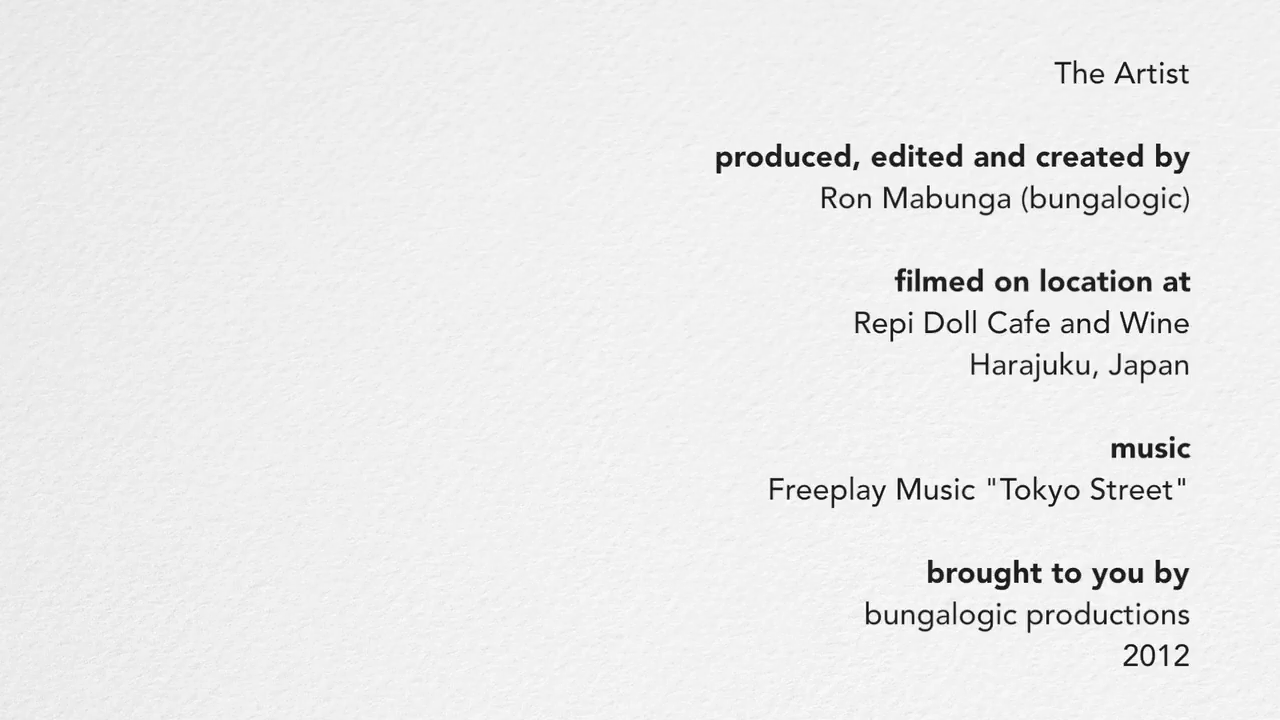 The Artist
produced, edited and created by
Ron Mabunga (bungalogic)
filmed on location at
Repi Doll Cafe and Wine
Harajuku, Japan
music
Freeplay Music "Tokyo Street"
brought to you by
bungalogic productions
2012